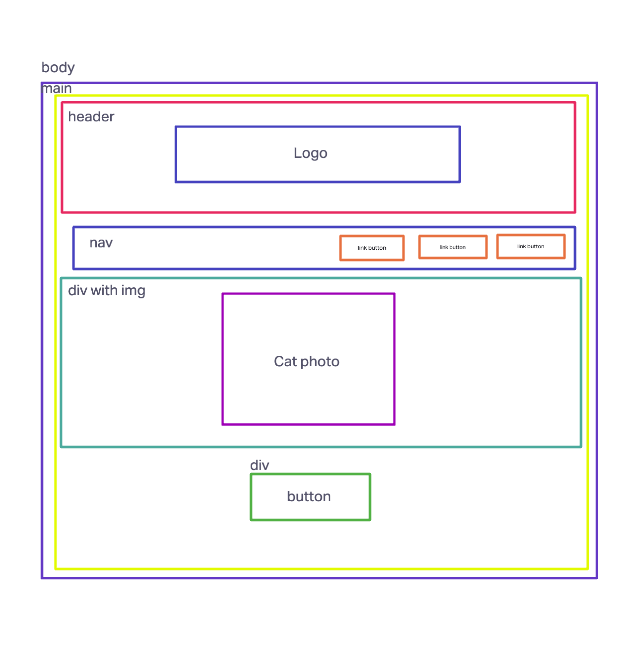 body
main
header
Logo
nav
link button
link button
link button
div with img
Cat photo
div
button